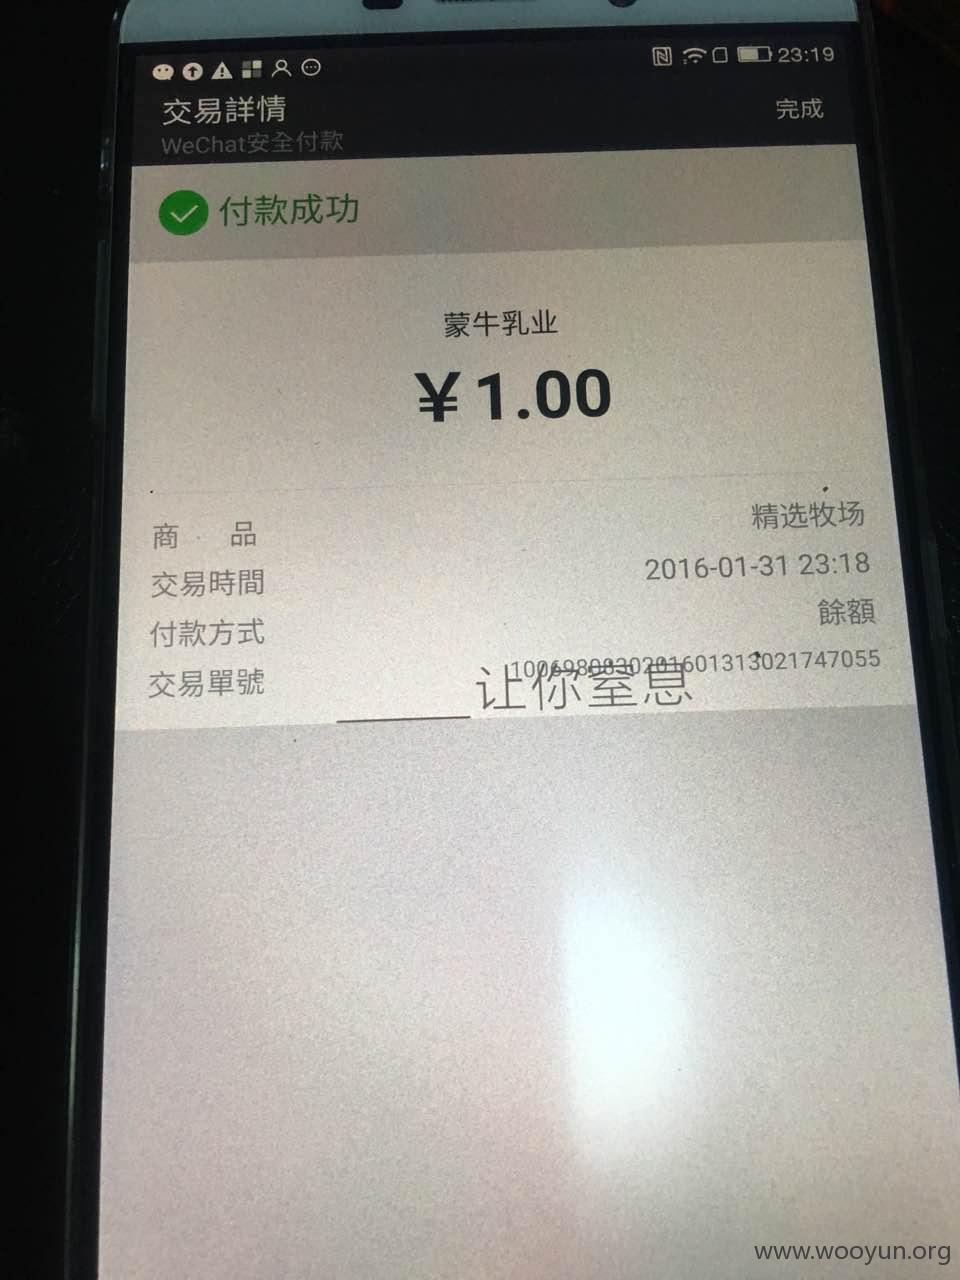 23:19
交易詳情
完成
WeChat安全付款
付款成功
蒙牛乳业
¥1.00
商 品 精选牧场
交易時間 2016-01-31 23:18
付款方式 餘額
交易單號 1006980830201601313021747055
让你窒息
www.wooyun.org